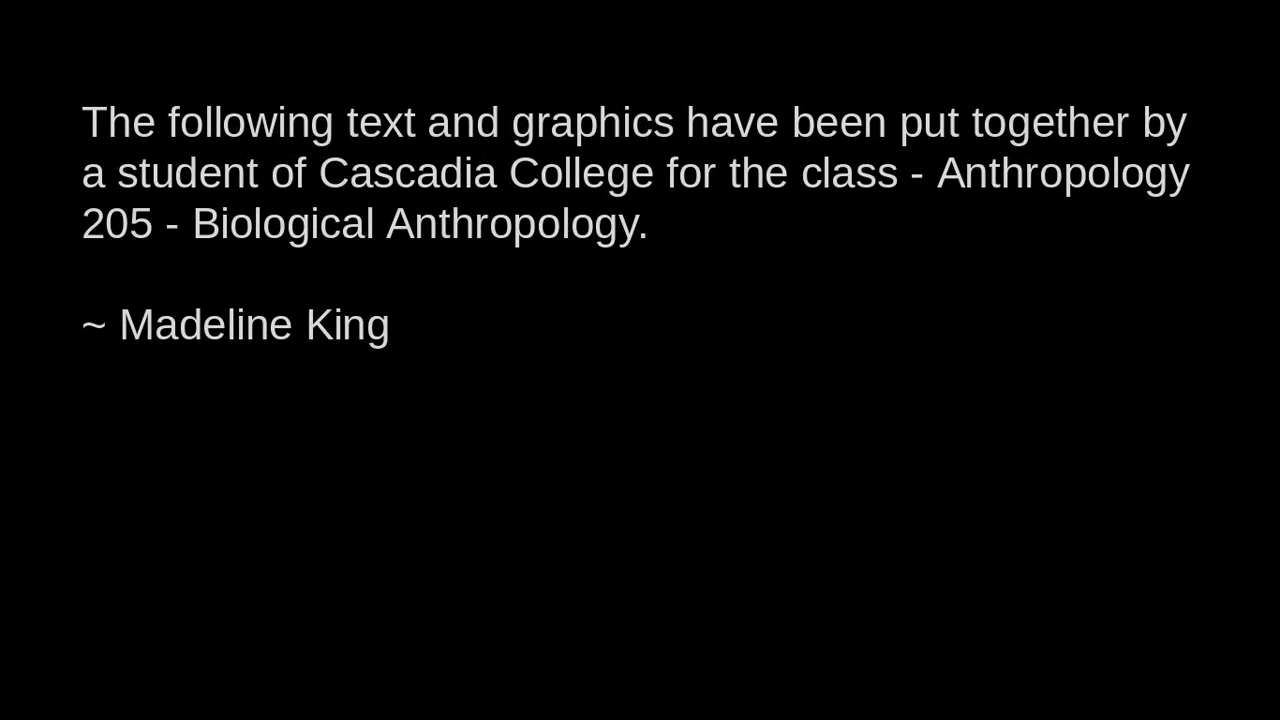 The following text and graphics have been put together by
a student of Cascadia College for the class - Anthropology
205 - Biological Anthropology.
~ Madeline King